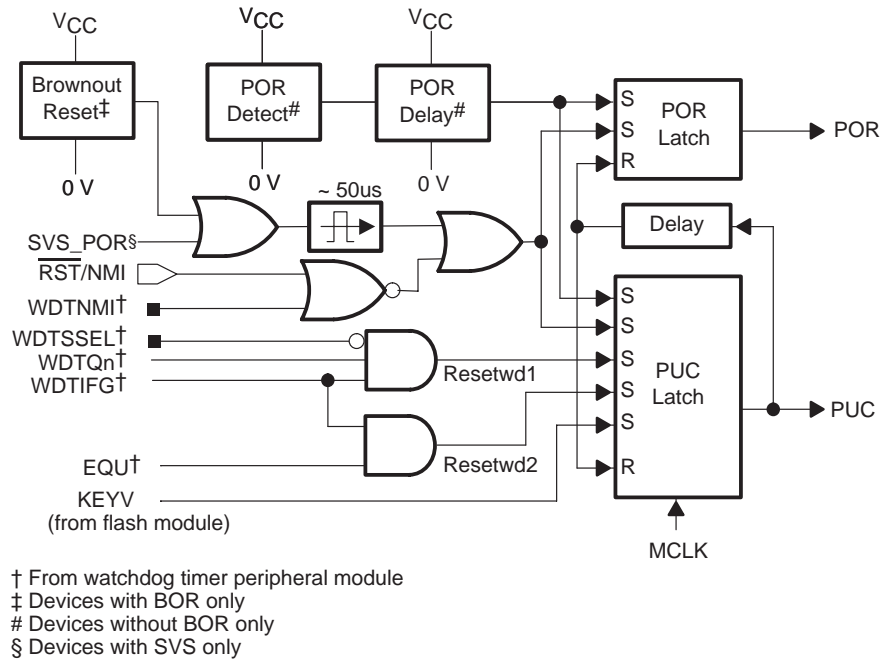 VCC
VCC
VCC
Brownout
Reset‡
POR
Detect#
POR
Delay#
S
S
R
POR
Latch
POR
0 V
0 V
0 V
~ 50us
Delay
SVS_POR§
RST/NMI
WDTNMI†
WDTSSEL†
WDTQn†
WDTIFG†
Resetwd1
EQU†
Resetwd2
KEYV
(from flash module)
S
S
S
S
S
R
PUC
Latch
PUC
MCLK
† From watchdog timer peripheral module
‡ Devices with BOR only
# Devices without BOR only
§ Devices with SVS only